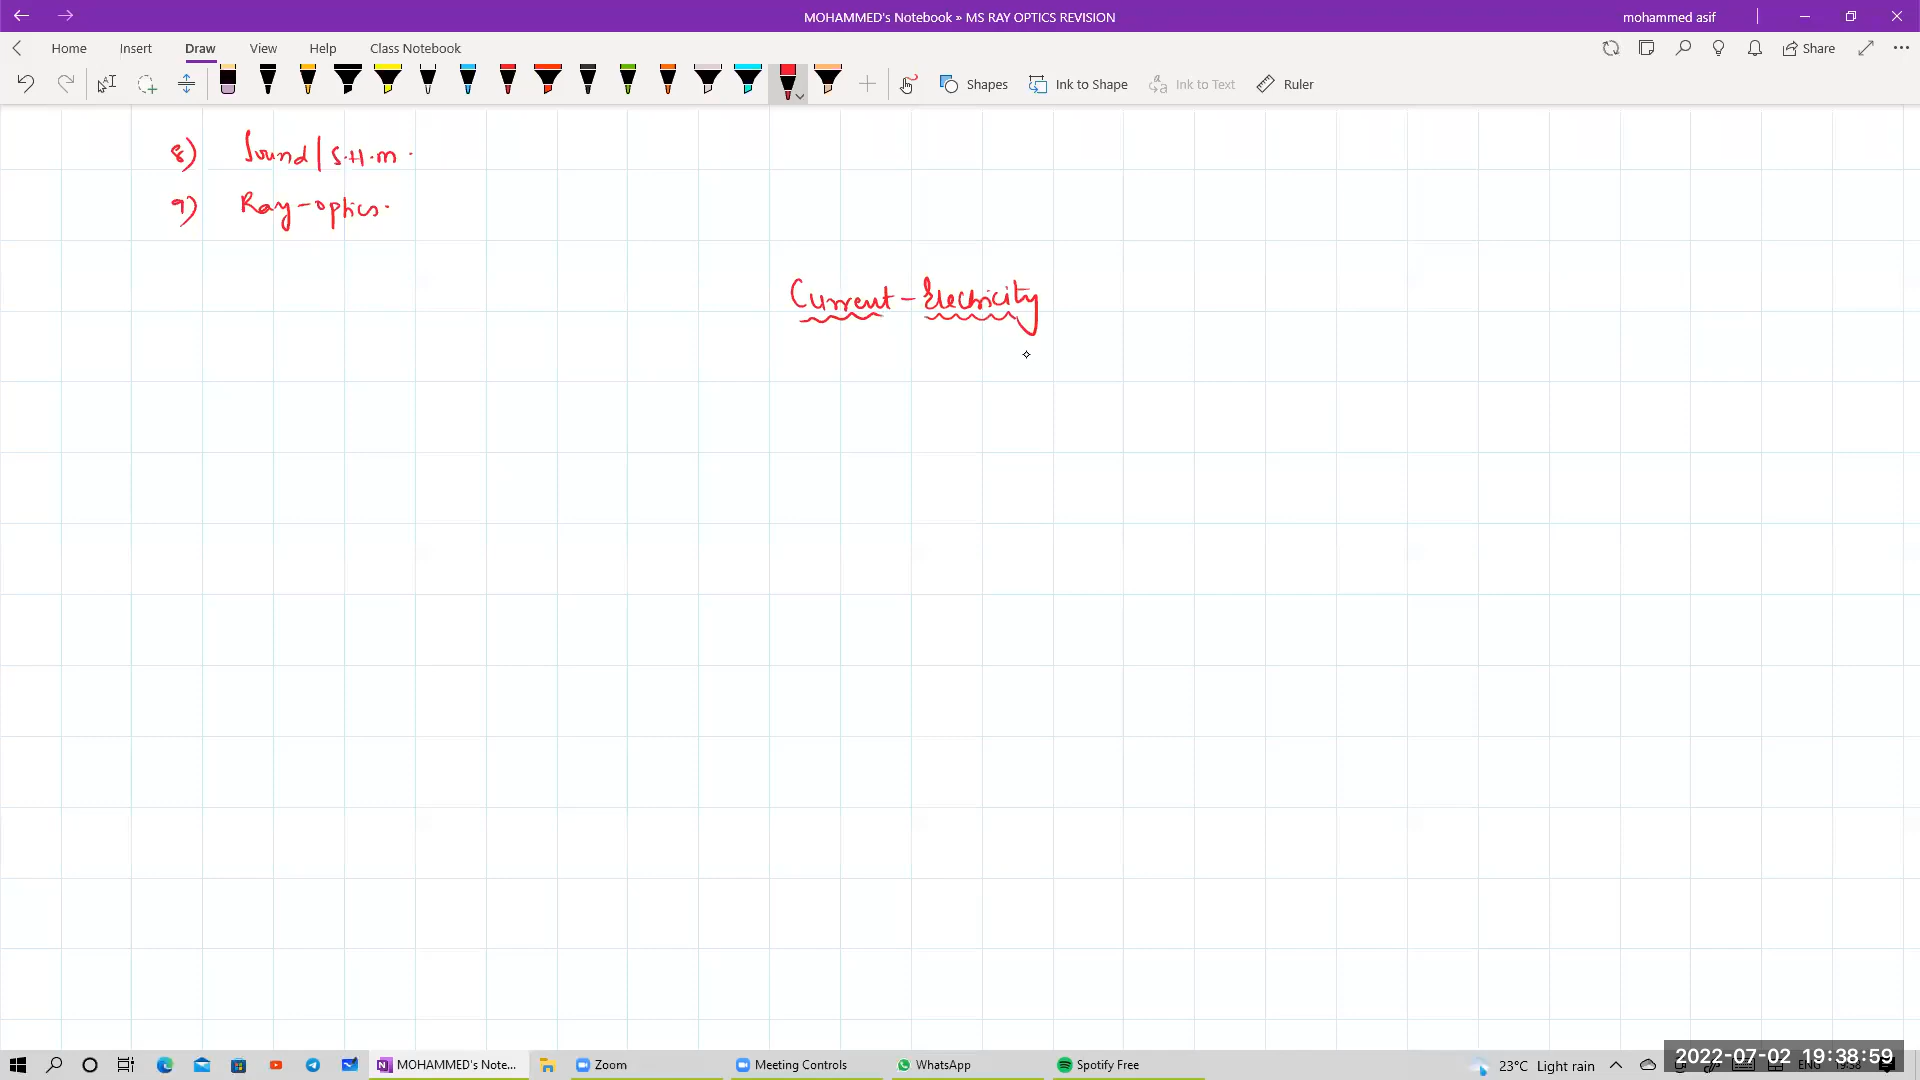 MOHAMMED's Notebook » MS RAY OPTICS REVISION
mohammed asif
Home Insert Draw View Help Class Notebook
Share
Shapes Ink to Shape Ink to Text Ruler
8) Sound | S.H.m.
9) Ray-optics.
Current - Electricity
MOHAMMED's Note...
Zoom
Meeting Controls
WhatsApp
Spotify Free
23°C Light rain
2022-07-02 19:38:59